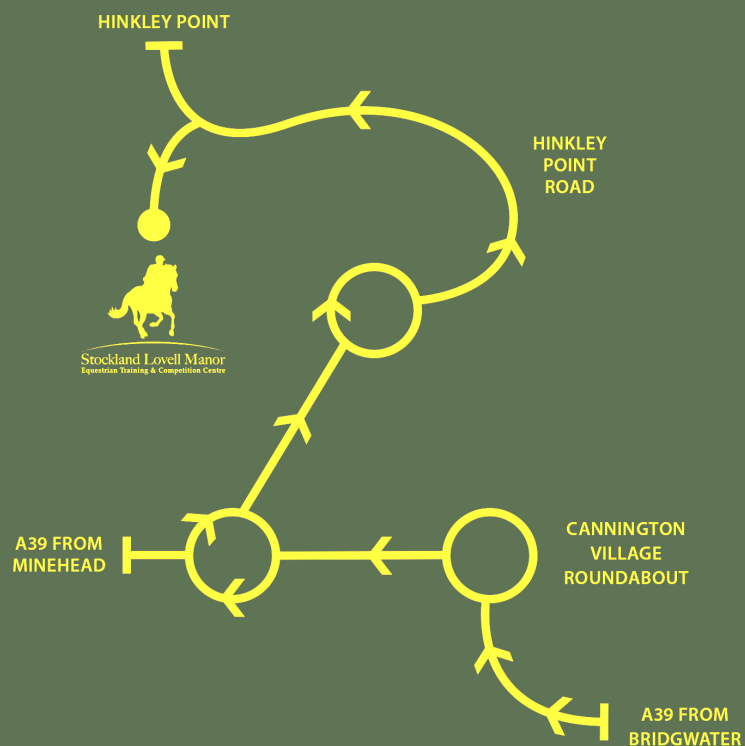 HINKLEY POINT
HINKLEY
POINT
ROAD
Stockland Lovell Manor
Equestrian Training & Competition Centre
A39 FROM
MINEHEAD
CANNINGTON
VILLAGE
ROUNDABOUT
A39 FROM
BRIDGWATER